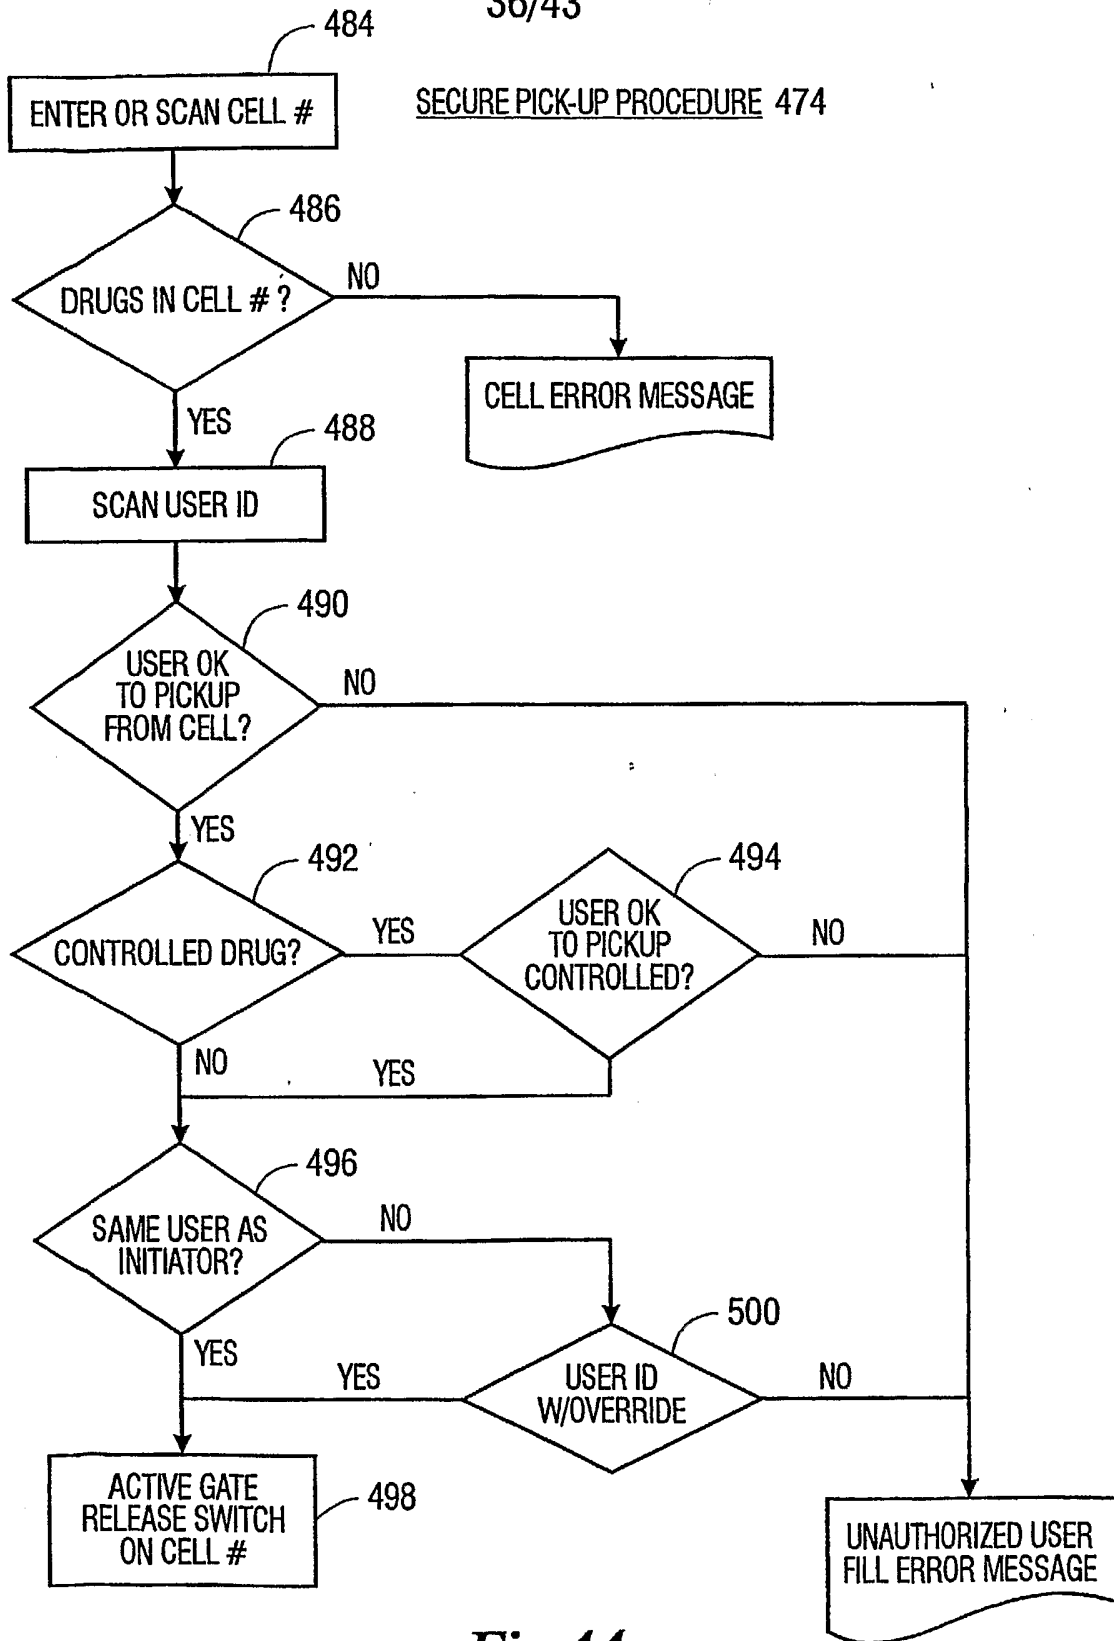 36/43
484
ENTER OR SCAN CELL #
SECURE PICK-UP PROCEDURE 474
486
DRUGS IN CELL # ?
NO
CELL ERROR MESSAGE
YES
488
SCAN USER ID
490
USER OK
TO PICKUP
FROM CELL?
NO
YES
492
CONTROLLED DRUG?
YES
494
USER OK
TO PICKUP
CONTROLLED?
NO
NO
YES
496
SAME USER AS
INITIATOR?
NO
500
YES
YES
USER ID
W/OVERRIDE
NO
ACTIVE GATE
RELEASE SWITCH
ON CELL #
498
UNAUTHORIZED USER
FILL ERROR MESSAGE